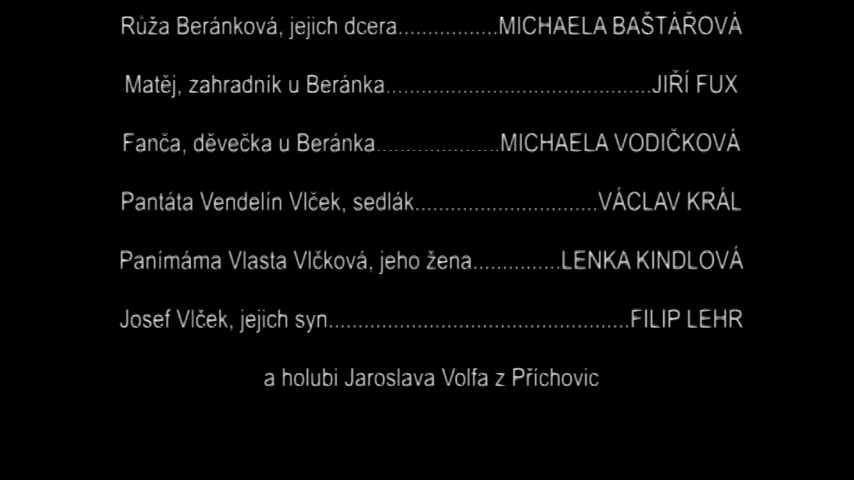 Růža Beránková, jejich dcera.................MICHAELA BAŠTÁŘOVÁ
Matěj, zahradník u Beránka.............................................JIŘÍ FUX
Fanča, děvečka u Beránka.....................MICHAELA VODIČKOVÁ
Pantáta Vendelín Vlček, sedlák...............................VÁCLAV KRÁL
Panímáma Vlasta Vlčková, jeho žena...............LENKA KINDLOVÁ
Josef Vlček, jejich syn...................................................FILIP LEHR
a holubi Jaroslava Volfa z Příchovic